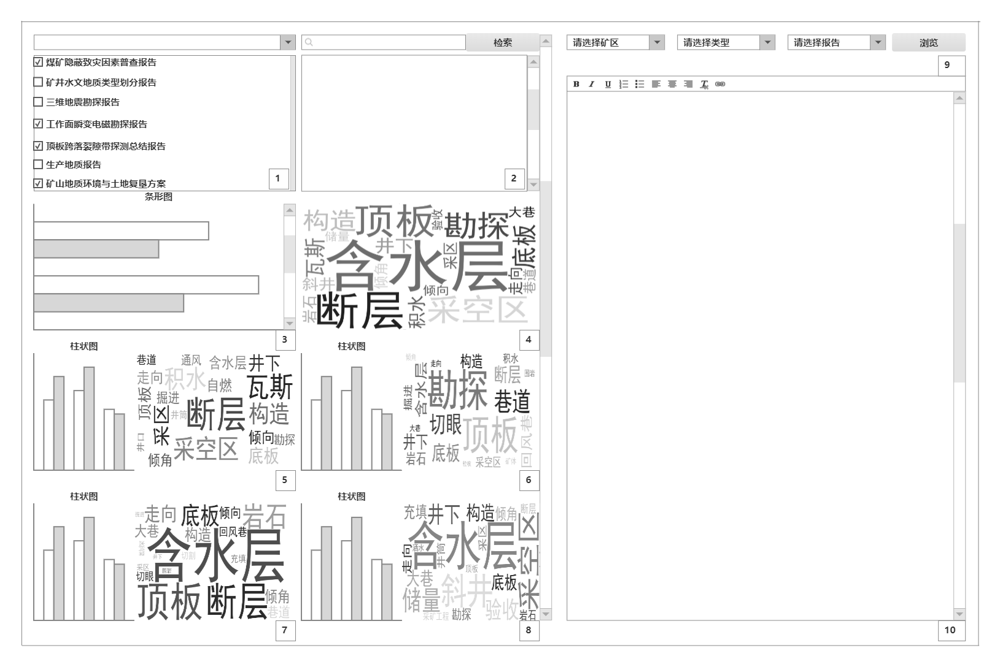 检索
请选择矿区
请选择类型
请选择报告
浏览
煤矿隐蔽致灾因素普查报告
矿井水文地质类型划分报告
三维地震勘探报告
工作面瞬变电磁勘探报告
顶板跨落裂隙带探测总结报告
生产地质报告
矿山地质环境与土地复垦方案
1
2
9
B I U T
条形图
3
构造
顶板
验收
勘探
大巷
储量
井下
采区
底板
瓦斯
含水层
倾角
走向
巷道
斜井
倾向
岩石
断层
积水
采空区
4
柱状图
巷道
通风
含水层
井下
走向
积水
自燃
瓦斯
顶板
掘进
采区
井筒
断层
构造
井口
采空区
倾向
勘探
倾角
底板
5
柱状图
倾角
走向
构造
积水
含水层
勘探
断层
围岩
掘进
巷道
大巷
切眼
顶板
回风巷
井下
岩石
底板
采空区
矿体
6
柱状图
走向
底板
倾向
岩石
大巷
构造
回风巷
含水层
井下
切割
充填
采区
切眼
围岩
顶板
断层
倾角
巷道
7
柱状图
充填
井下
构造
倾角
断层
含水层
采区
采空区
走向
洒水
井筒
顶板
大巷
斜井
底板
储量
采矿工程
勘探
验收
岩石
8
10